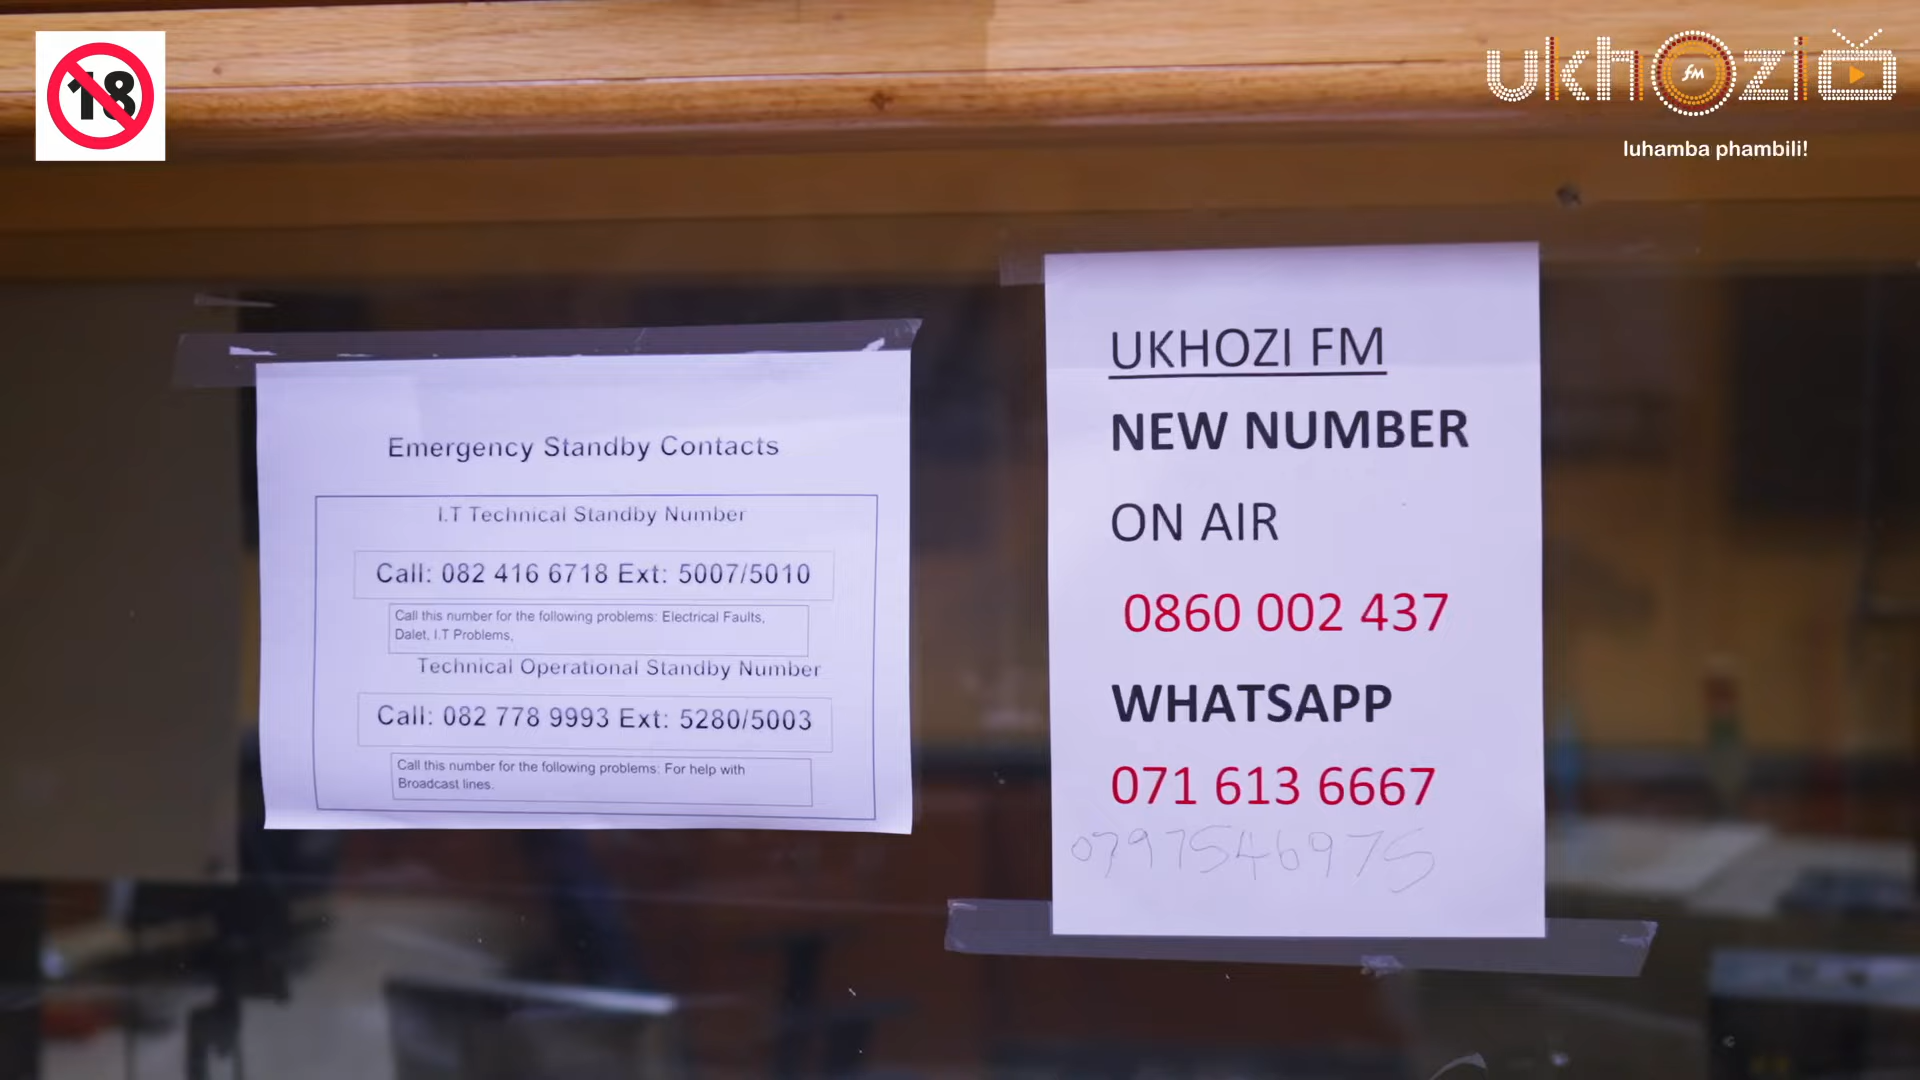 18
ukhozi
fm
luhamba phambili!
Emergency Standby Contacts
I.T Technical Standby Number
Call: 082 416 6718 Ext: 5007/5010
Call this number for the following problems: Electrical Faults,
Dalet, I.T Problems,
Technical Operational Standby Number
Call: 082 778 9993 Ext: 5280/5003
Call this number for the following problems: For help with
Broadcast lines.
UKHOZI FM
NEW NUMBER
ON AIR
0860 002 437
WHATSAPP
071 613 6667
0797546975